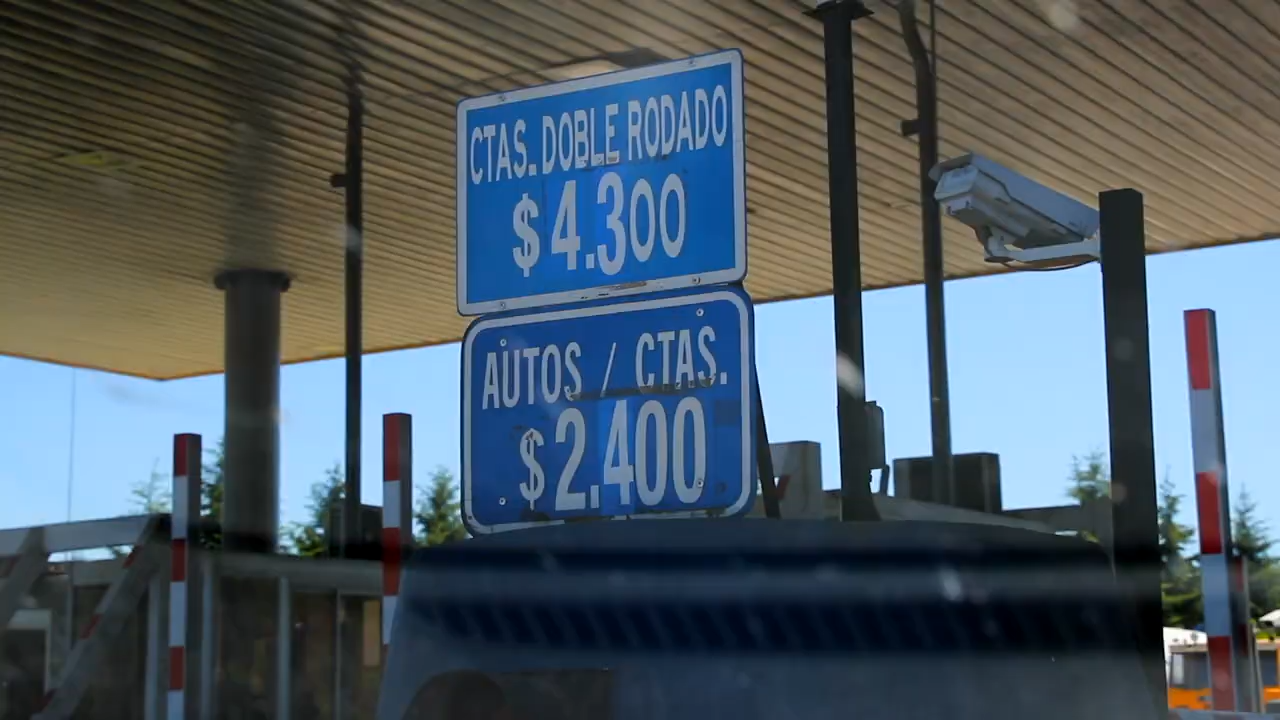 CTAS. DOBLE RODADO
$4.300
AUTOS / CTAS.
$2.400